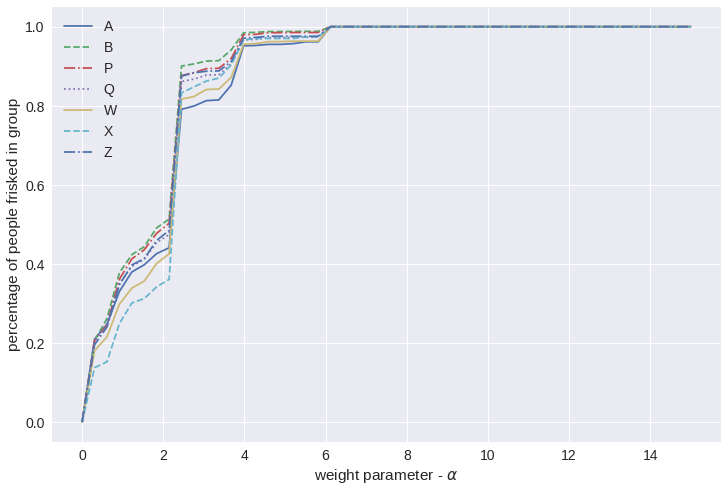 A
B
P
Q
W
X
Z
percentage of people frisked in group
1.0
0.8
0.6
0.4
0.2
0.0
0 2 4 6 8 10 12 14
weight parameter - α